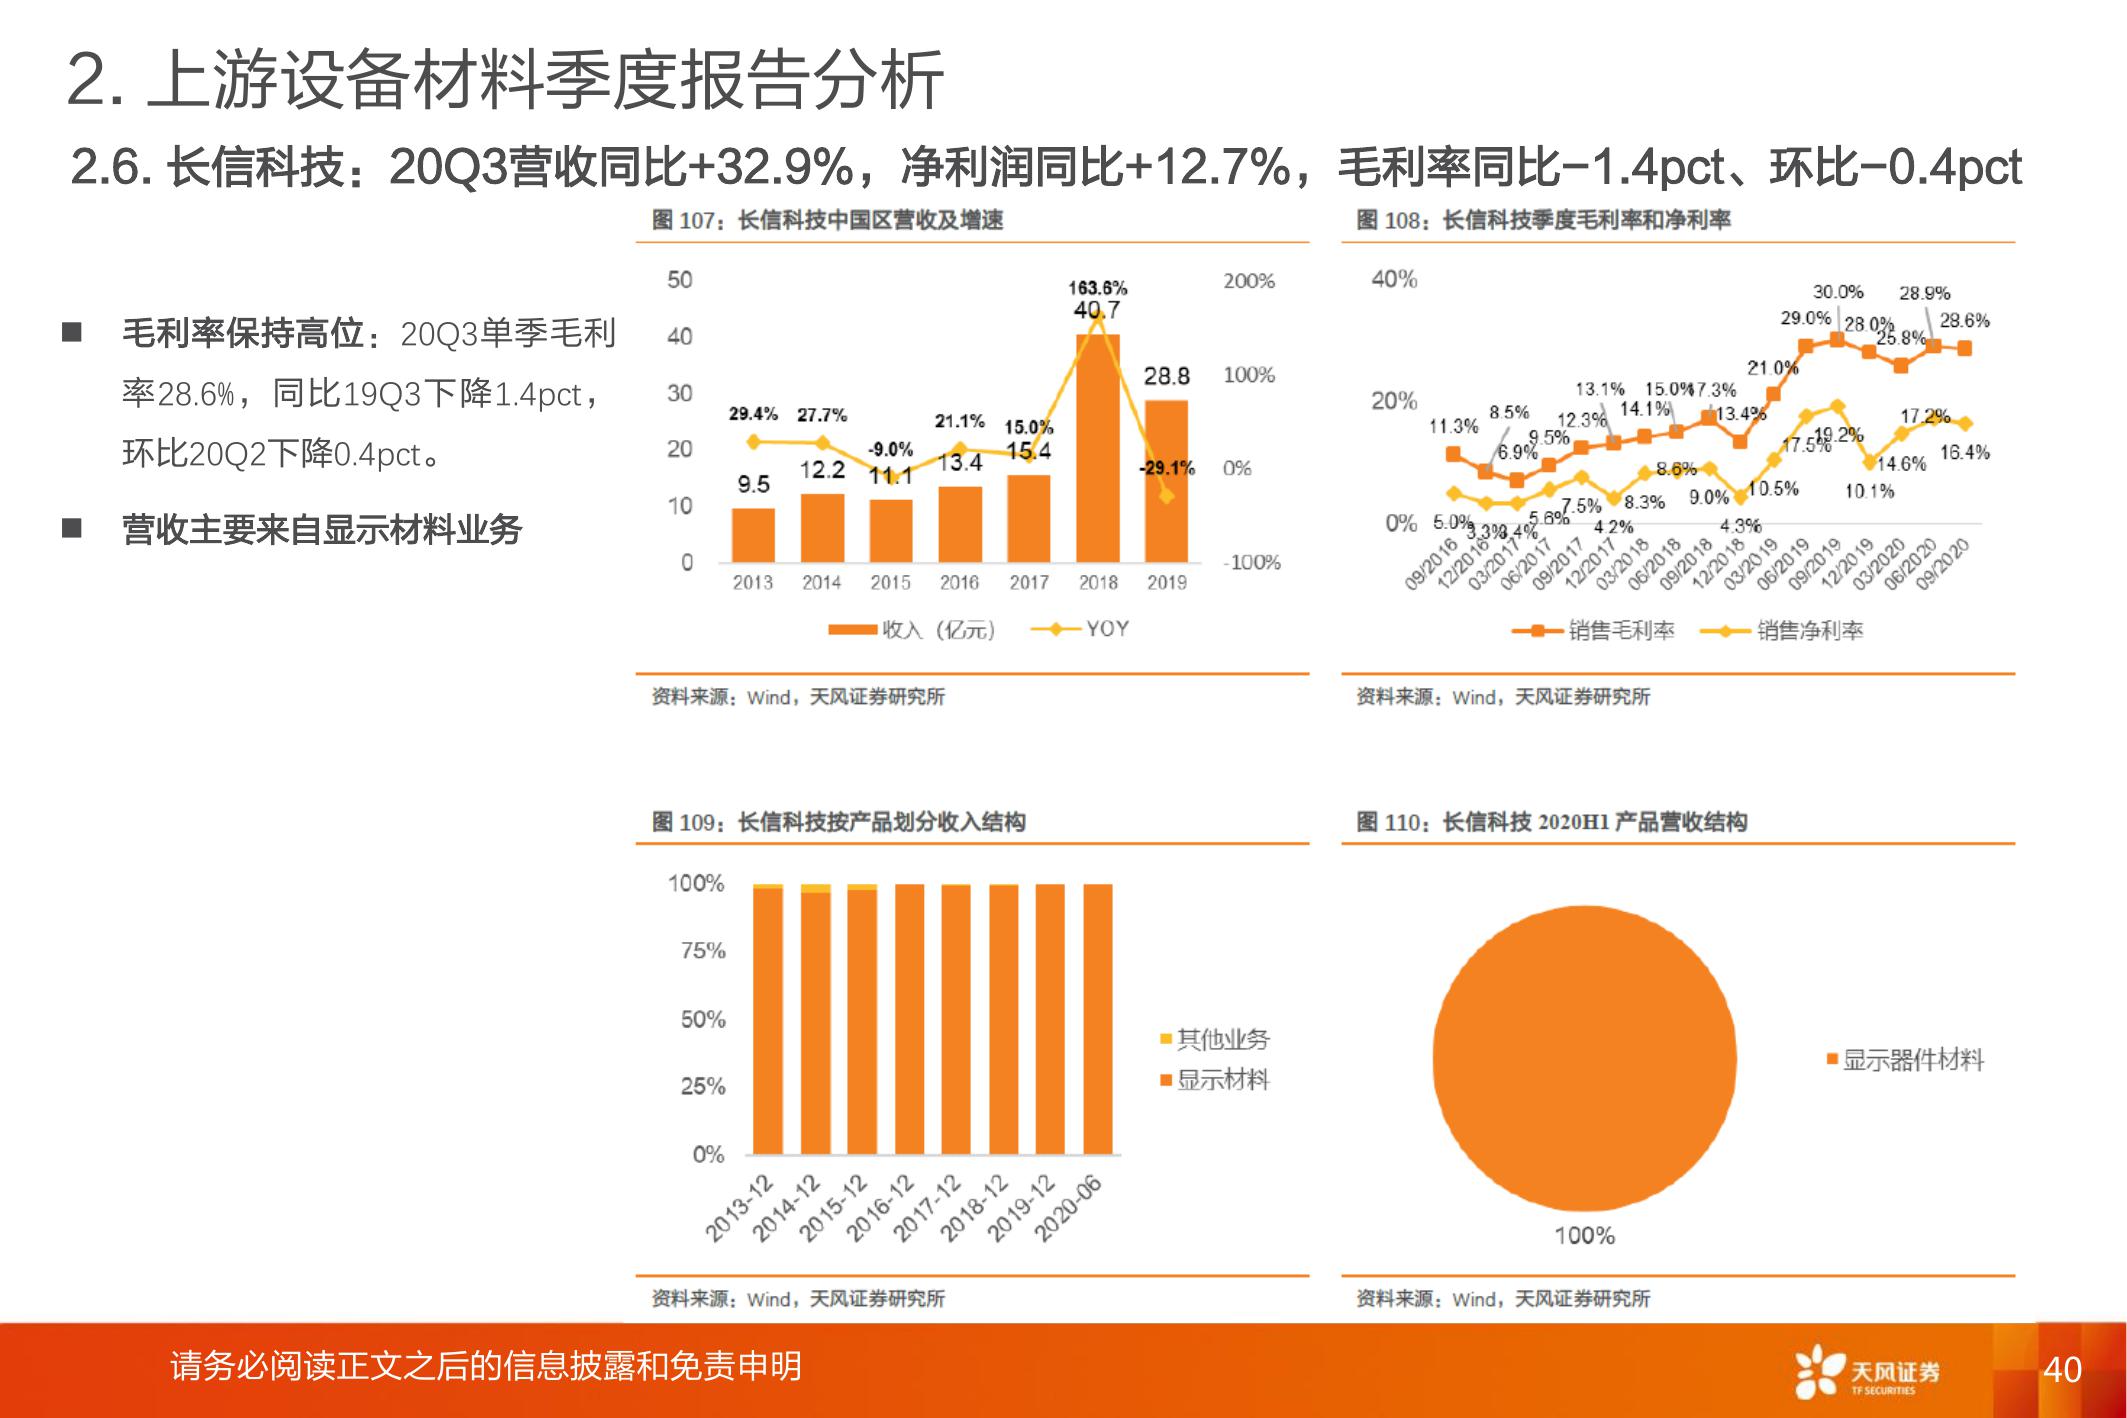 2. 上游设备材料季度报告分析
2.6. 长信科技：20Q3营收同比+32.9%，净利润同比+12.7%，毛利率同比-1.4pct、环比-0.4pct
■ 毛利率保持高位：20Q3单季毛利
率28.6%，同比19Q3下降1.4pct，
环比20Q2下降0.4pct。
■ 营收主要来自显示材料业务
图 107：长信科技中国区营收及增速
50
40
30
20
10
0
200%
100%
0%
-100%
29.4%
27.7%
-9.0%
21.1%
15.0%
163.6%
-29.1%
9.5
12.2
11.1
13.4
15.4
40.7
28.8
2013 2014 2015 2016 2017 2018 2019
收入（亿元） YOY
资料来源：Wind，天风证券研究所
图 108：长信科技季度毛利率和净利率
40%
20%
0%
11.3%
8.5%
6.9%
9.5%
12.3%
13.1%
14.1%
15.0%
17.3%
13.4%
21.0%
29.0%
30.0%
28.0%
25.8%
28.9%
28.6%
5.0%
3.3%
3.4%
5.6%
7.5%
4.2%
8.3%
8.6%
9.0%
4.3%
10.5%
17.5%
19.2%
10.1%
14.6%
17.2%
16.4%
09/2016 12/2016 03/2017 06/2017 09/2017 12/2017 03/2018 06/2018 09/2018 12/2018 03/2019 06/2019 09/2019 12/2019 03/2020 06/2020 09/2020
销售毛利率 销售净利率
资料来源：Wind，天风证券研究所
图 109：长信科技按产品划分收入结构
100%
75%
50%
25%
0%
2013-12 2014-12 2015-12 2016-12 2017-12 2018-12 2019-12 2020-06
其他业务
显示材料
资料来源：Wind，天风证券研究所
图 110：长信科技 2020H1 产品营收结构
显示器件材料
100%
资料来源：Wind，天风证券研究所
请务必阅读正文之后的信息披露和免责申明
天风证券
TF SECURITIES
40